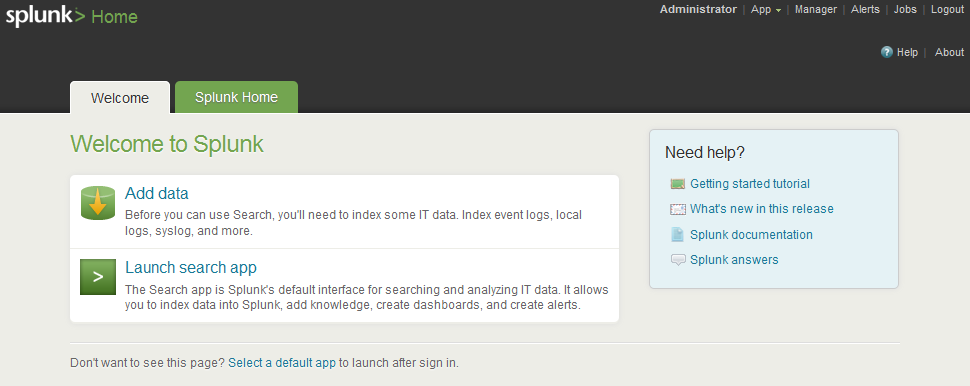 splunk> Home
Administrator | App | Manager | Alerts | Jobs | Logout
? Help | About
Welcome
Splunk Home
Welcome to Splunk
Add data
Before you can use Search, you'll need to index some IT data. Index event logs, local
logs, syslog, and more.
>
Launch search app
The Search app is Splunk's default interface for searching and analyzing IT data. It allows
you to index data into Splunk, add knowledge, create dashboards, and create alerts.
Need help?
Getting started tutorial
What's new in this release
Splunk documentation
Splunk answers
Don't want to see this page? Select a default app to launch after sign in.